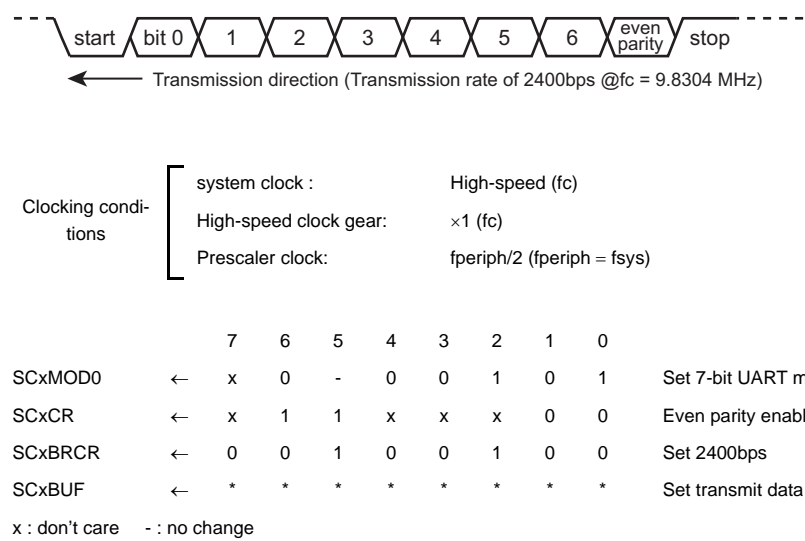 start bit 0 1 2 3 4 5 6 even parity stop
Transmission direction (Transmission rate of 2400bps @fc = 9.8304 MHz)
Clocking condi-
tions
system clock : High-speed (fc)
High-speed clock gear: ×1 (fc)
Prescaler clock: fperiph/2 (fperiph = fsys)
7 6 5 4 3 2 1 0
SCxMOD0 ← x 0 - 0 0 1 0 1 Set 7-bit UART m
SCxCR ← x 1 1 x x x 0 0 Even parity enabl
SCxBRCR ← 0 0 1 0 0 1 0 0 Set 2400bps
SCxBUF ← * * * * * * * * Set transmit data
x : don't care - : no change